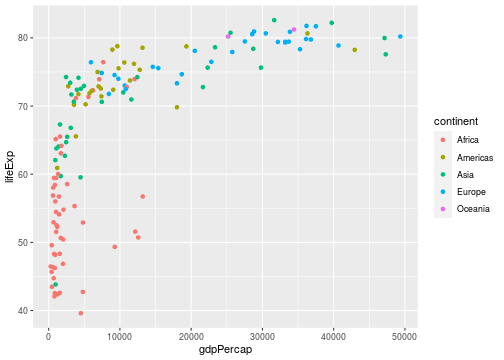 80
70
60
50
40
lifeExp
0
10000
20000
30000
40000
50000
gdpPercap
continent
Africa
Americas
Asia
Europe
Oceania